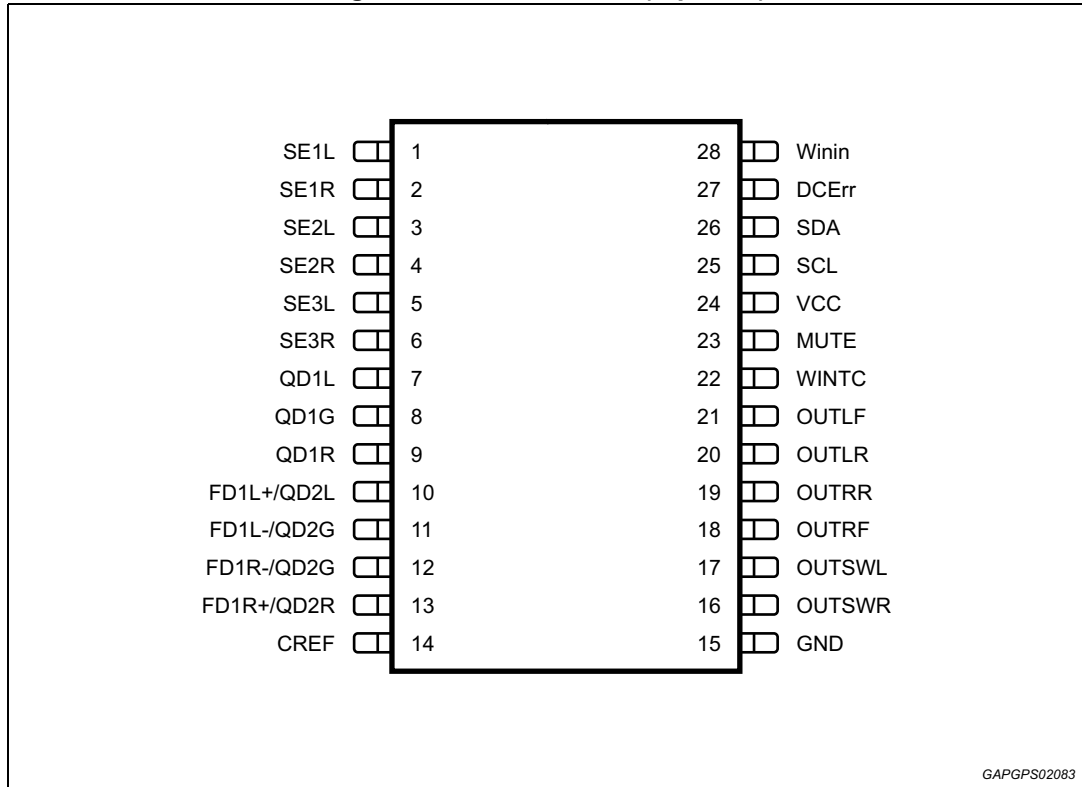 SE1L 1 28 Winin
SE1R 2 27 DCErr
SE2L 3 26 SDA
SE2R 4 25 SCL
SE3L 5 24 VCC
SE3R 6 23 MUTE
QD1L 7 22 WINTC
QD1G 8 21 OUTLF
QD1R 9 20 OUTLR
FD1L+/QD2L 10 19 OUTRR
FD1L-/QD2G 11 18 OUTRF
FD1R-/QD2G 12 17 OUTSWL
FD1R+/QD2R 13 16 OUTSWR
CREF 14 15 GND
GAPGPS02083